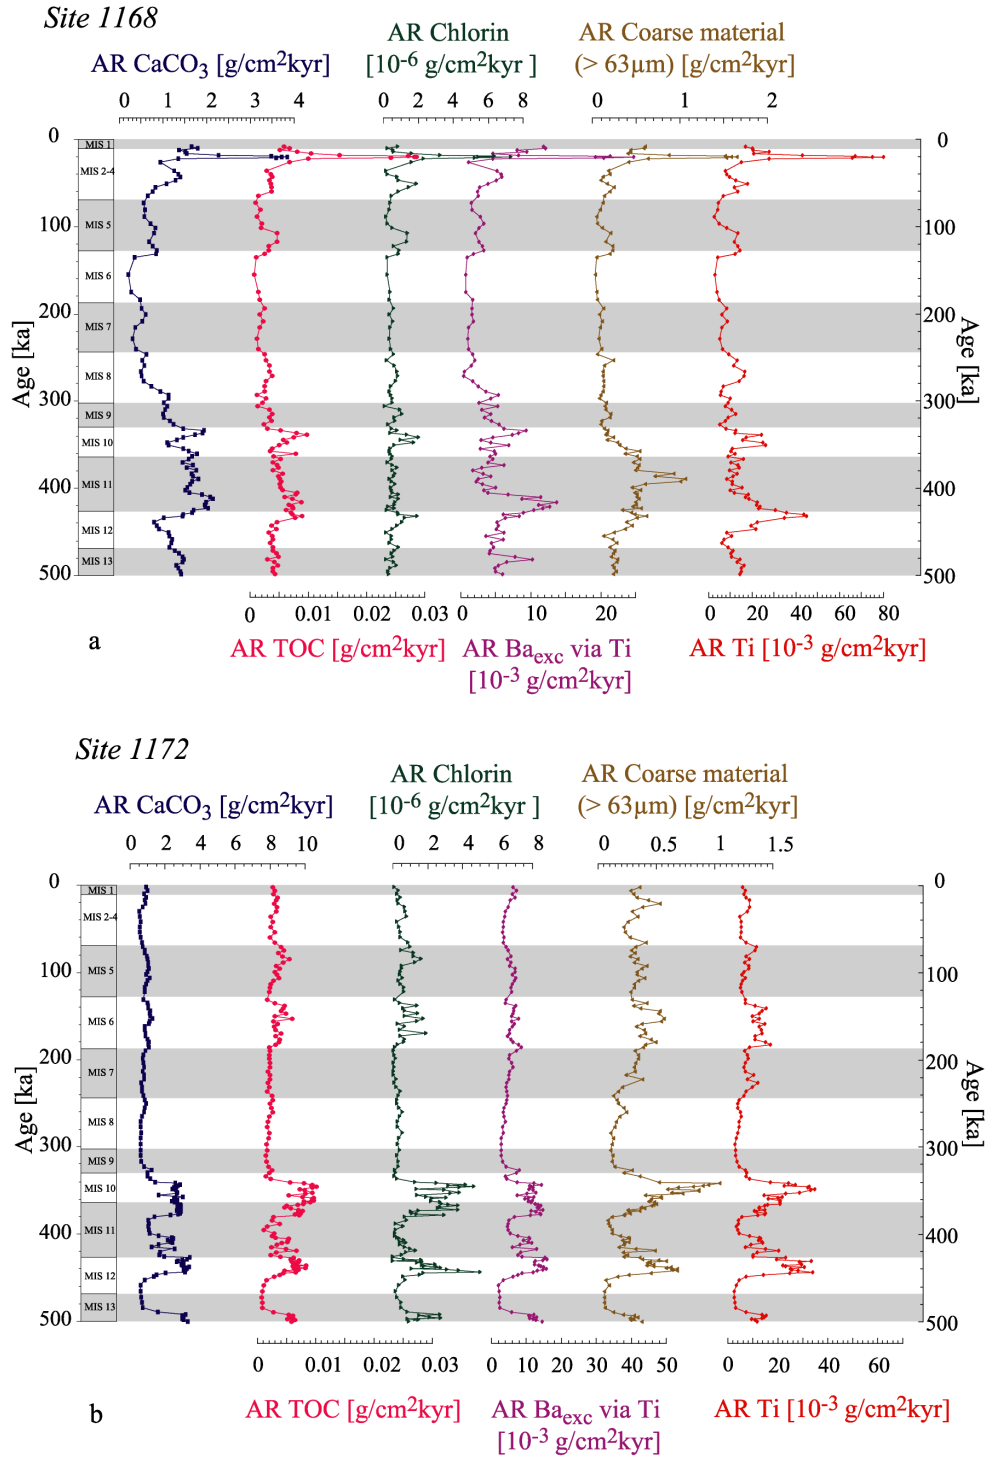 Site 1168
AR Chlorin
[10-6 g/cm2kyr ]
AR Coarse material
(> 63µm) [g/cm2kyr]
AR CaCO3 [g/cm2kyr]
0 1 2 3 4
0 2 4 6 8
0 1 2
0 0
MIS 1
MIS 2-4
100 100
MIS 5
MIS 6
200 200
MIS 7
MIS 8
300 300
MIS 9
MIS 10
400 400
MIS 11
MIS 12
500 500
MIS 13
Age [ka]
Age [ka]
0 0.01 0.02 0.03
0 10 20
0 20 40 60 80
a
AR TOC [g/cm2kyr]
AR Baexc via Ti
[10-3 g/cm2kyr]
AR Ti [10-3 g/cm2kyr]
Site 1172
AR Chlorin
[10-6 g/cm2kyr ]
AR Coarse material
(> 63µm) [g/cm2kyr]
AR CaCO3 [g/cm2kyr]
0 2 4 6 8 10
0 2 4 6 8
0 0.5 1 1.5
0 0
MIS 1
MIS 2-4
100 100
MIS 5
MIS 6
200 200
MIS 7
MIS 8
300 300
MIS 9
MIS 10
400 400
MIS 11
MIS 12
500 500
MIS 13
Age [ka]
Age [ka]
0 0.01 0.02 0.03
0 10 20 30 40 50
0 20 40 60
b
AR TOC [g/cm2kyr]
AR Baexc via Ti
[10-3 g/cm2kyr]
AR Ti [10-3 g/cm2kyr]